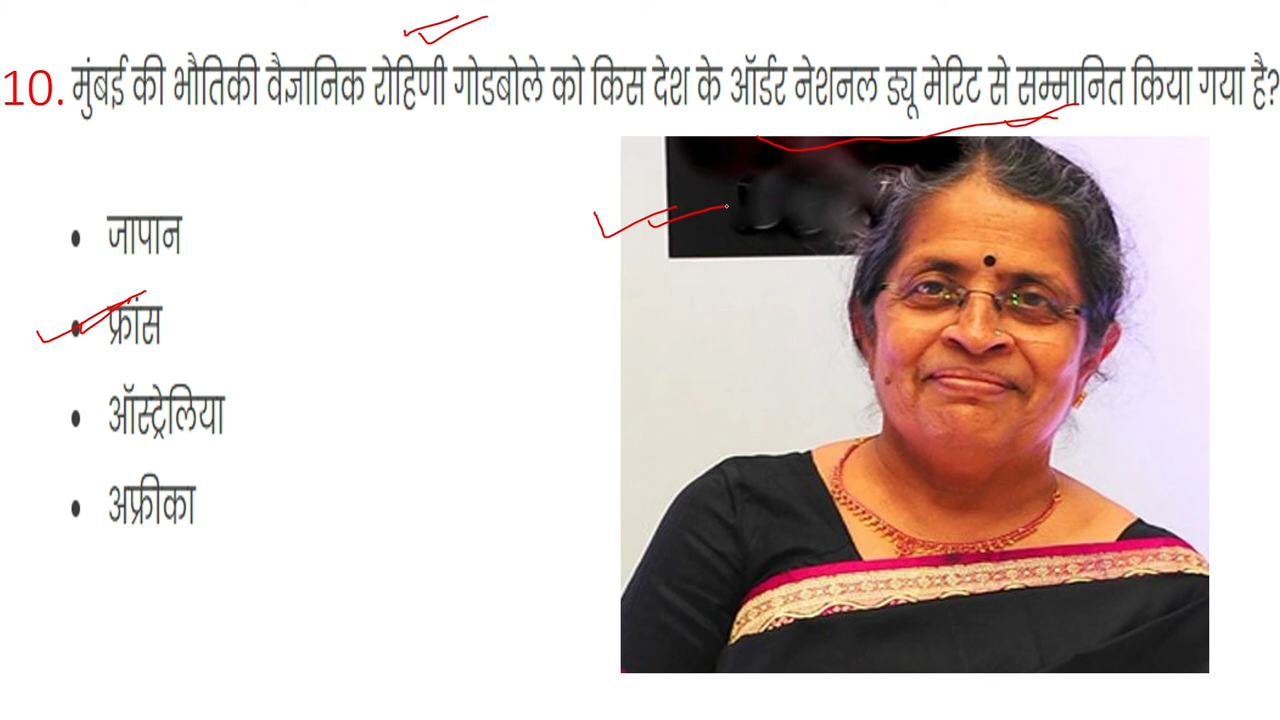 10. मुंबई की भौतिकी वैज्ञानिक रोहिणी गोडबोले को किस देश के ऑर्डर नेशनल ड्यू मेरिट से सम्मानित किया गया है?
• जापान
• फ्रांस
• ऑस्ट्रेलिया
• अफ्रीका